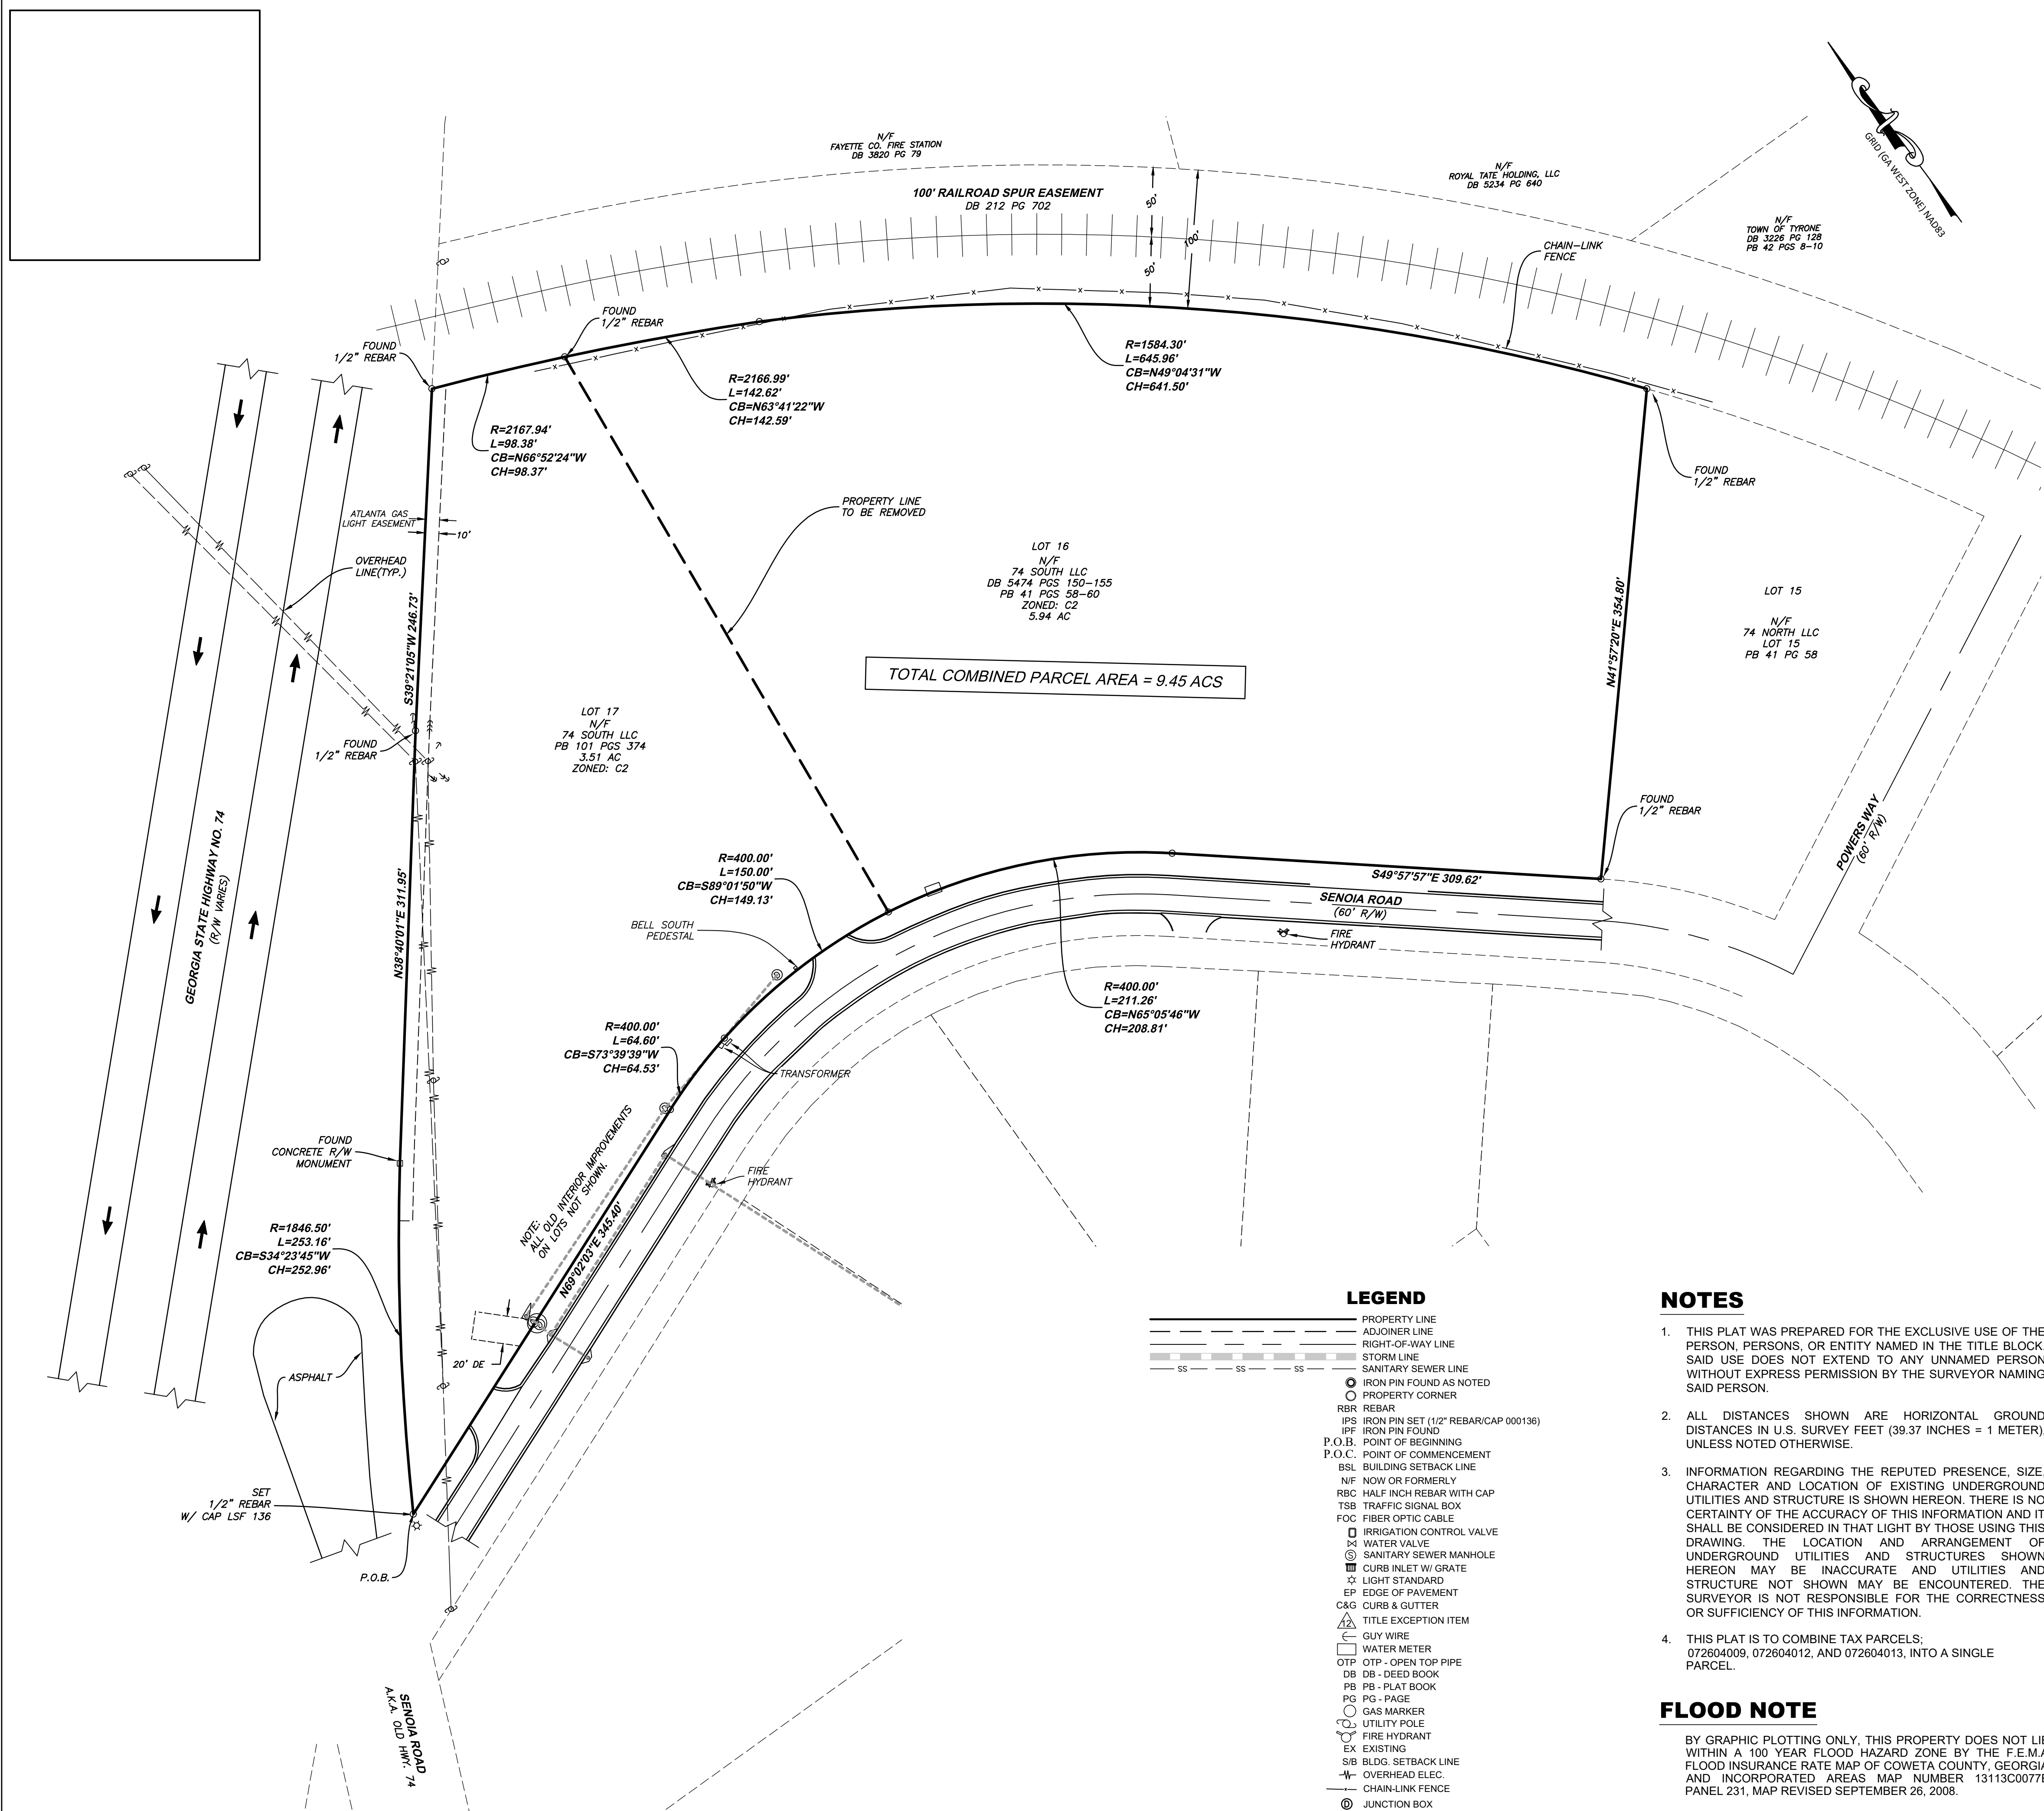 N/F
FAYETTE CO. FIRE STATION
DB 3820 PG 79
100' RAILROAD SPUR EASEMENT
DB 212 PG 702
50'
50'
100'
N/F
ROYAL TATE HOLDING, LLC
DB 5234 PG 640
N/F
TOWN OF TYRONE
DB 3226 PG 128
PB 42 PGS 8-10
GRID (GA WEST ZONE) NAD83
CHAIN-LINK
FENCE
FOUND
1/2" REBAR
FOUND
1/2" REBAR
R=2167.94'
L=98.38'
CB=N66°52'24"W
CH=98.37'
R=2166.99'
L=142.62'
CB=N63°41'22"W
CH=142.59'
R=1584.30'
L=645.96'
CB=N49°04'31"W
CH=641.50'
FOUND
1/2" REBAR
ATLANTA GAS
LIGHT EASEMENT
10'
OVERHEAD
LINE(TYP.)
PROPERTY LINE
TO BE REMOVED
LOT 16
N/F
74 SOUTH LLC
DB 5474 PGS 150-155
PB 41 PGS 58-60
ZONED: C2
5.94 AC
TOTAL COMBINED PARCEL AREA = 9.45 ACS
N41°57'20"E 354.80'
LOT 15
N/F
74 NORTH LLC
LOT 15
PB 41 PG 58
S39°21'05"W 246.73'
FOUND
1/2" REBAR
LOT 17
N/F
74 SOUTH LLC
PB 101 PGS 374
3.51 AC
ZONED: C2
GEORGIA STATE HIGHWAY NO. 74
(R/W VARIES)
N38°40'01"E 311.95'
R=400.00'
L=150.00'
CB=S89°01'50"W
CH=149.13'
BELL SOUTH
PEDESTAL
S49°57'57"E 309.62'
SENOIA ROAD
(60' R/W)
FIRE
HYDRANT
FOUND
1/2" REBAR
POWERS WAY
(60' R/W)
R=400.00'
L=211.26'
CB=N65°05'46"W
CH=208.81'
R=400.00'
L=64.60'
CB=S73°39'39"W
CH=64.53'
TRANSFORMER
NOTE:
ALL OLD INTERIOR IMPROVEMENTS
ON LOTS NOT SHOWN.
N69°02'03"E 345.40'
FIRE
HYDRANT
FOUND
CONCRETE R/W
MONUMENT
R=1846.50'
L=253.16'
CB=S34°23'45"W
CH=252.96'
20' DE
ASPHALT
SET
1/2" REBAR
W/ CAP LSF 136
P.O.B.
SENOIA ROAD
A.K.A. OLD HWY. 74
LEGEND
PROPERTY LINE
ADJOINER LINE
RIGHT-OF-WAY LINE
STORM LINE
SS SS SS SANITARY SEWER LINE
IRON PIN FOUND AS NOTED
PROPERTY CORNER
RBR REBAR
IPS IRON PIN SET (1/2" REBAR/CAP 000136)
IPF IRON PIN FOUND
P.O.B. POINT OF BEGINNING
P.O.C. POINT OF COMMENCEMENT
BSL BUILDING SETBACK LINE
N/F NOW OR FORMERLY
RBC HALF INCH REBAR WITH CAP
TSB TRAFFIC SIGNAL BOX
FOC FIBER OPTIC CABLE
IRRIGATION CONTROL VALVE
WATER VALVE
S SANITARY SEWER MANHOLE
CURB INLET W/ GRATE
LIGHT STANDARD
EP EDGE OF PAVEMENT
C&G CURB & GUTTER
12 TITLE EXCEPTION ITEM
GUY WIRE
WATER METER
OTP OTP - OPEN TOP PIPE
DB DB - DEED BOOK
PB PB - PLAT BOOK
PG PG - PAGE
GAS MARKER
UTILITY POLE
FIRE HYDRANT
EX EXISTING
S/B BLDG. SETBACK LINE
OVERHEAD ELEC.
x CHAIN-LINK FENCE
D JUNCTION BOX
NOTES
1. THIS PLAT WAS PREPARED FOR THE EXCLUSIVE USE OF THE
PERSON, PERSONS, OR ENTITY NAMED IN THE TITLE BLOCK.
SAID USE DOES NOT EXTEND TO ANY UNNAMED PERSON
WITHOUT EXPRESS PERMISSION BY THE SURVEYOR NAMING
SAID PERSON.
2. ALL DISTANCES SHOWN ARE HORIZONTAL GROUND
DISTANCES IN U.S. SURVEY FEET (39.37 INCHES = 1 METER)
UNLESS NOTED OTHERWISE.
3. INFORMATION REGARDING THE REPUTED PRESENCE, SIZE,
CHARACTER AND LOCATION OF EXISTING UNDERGROUND
UTILITIES AND STRUCTURE IS SHOWN HEREON. THERE IS NO
CERTAINTY OF THE ACCURACY OF THIS INFORMATION AND IT
SHALL BE CONSIDERED IN THAT LIGHT BY THOSE USING THIS
DRAWING. THE LOCATION AND ARRANGEMENT OF
UNDERGROUND UTILITIES AND STRUCTURES SHOWN
HEREON MAY BE INACCURATE AND UTILITIES AND
STRUCTURE NOT SHOWN MAY BE ENCOUNTERED. THE
SURVEYOR IS NOT RESPONSIBLE FOR THE CORRECTNESS
OR SUFFICIENCY OF THIS INFORMATION.
4. THIS PLAT IS TO COMBINE TAX PARCELS;
072604009, 072604012, AND 072604013, INTO A SINGLE
PARCEL.
FLOOD NOTE
BY GRAPHIC PLOTTING ONLY, THIS PROPERTY DOES NOT LIE
WITHIN A 100 YEAR FLOOD HAZARD ZONE BY THE F.E.M.A
FLOOD INSURANCE RATE MAP OF COWETA COUNTY, GEORGIA
AND INCORPORATED AREAS MAP NUMBER 13113C0077E
PANEL 231, MAP REVISED SEPTEMBER 26, 2008.